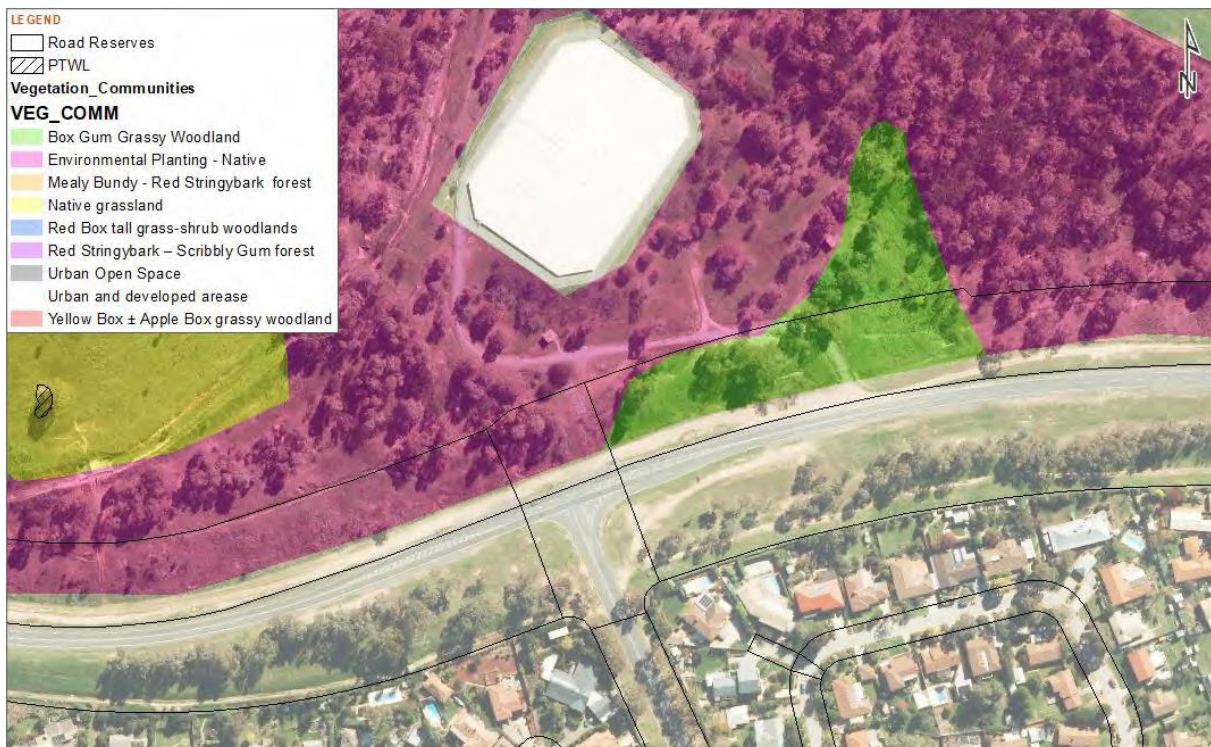 LEGEND
Road Reserves
PTWL
Vegetation_Communities
VEG_COMM
Box Gum Grassy Woodland
Environmental Planting - Native
Mealy Bundy - Red Stringybark forest
Native grassland
Red Box tall grass-shrub woodlands
Red Stringybark – Scribbly Gum forest
Urban Open Space
Urban and developed arease
Yellow Box ± Apple Box grassy woodland
N